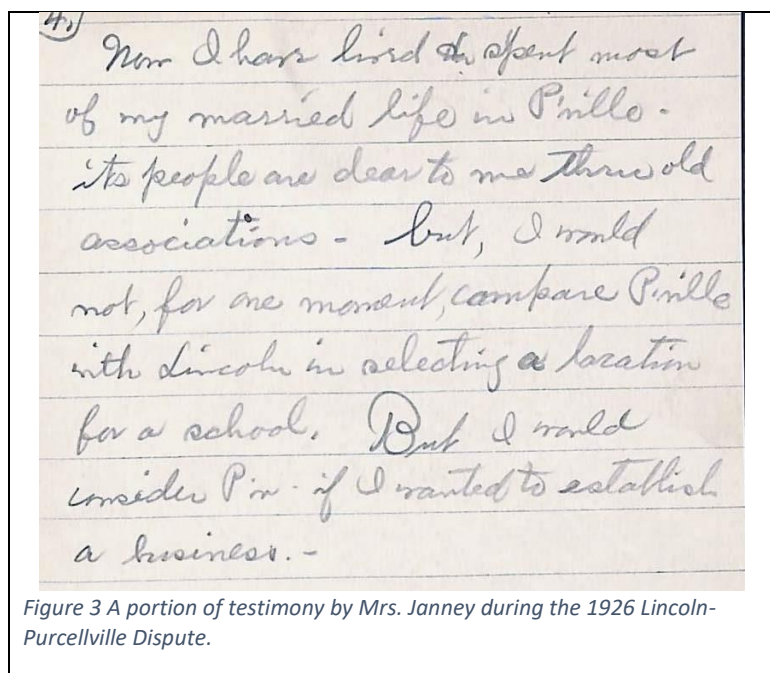 4.)
Now I have lived & spent most
of my married life in P'ville.
its people are dear to me thru old
associations - but, I would
not, for one moment, compare P'ville
with Lincoln in selecting a location
for a school. But I would
consider P'v. if I wanted to establish
a business. -
Figure 3 A portion of testimony by Mrs. Janney during the 1926 Lincoln-
Purcellville Dispute.